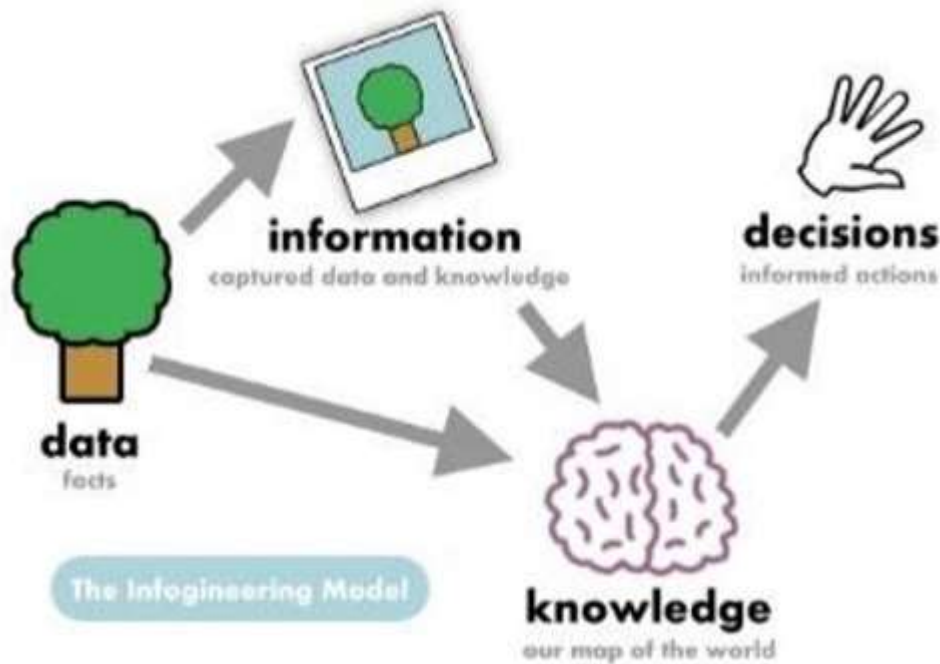 information
captured data and knowledge
decisions
informed actions
data
facts
The Infogineering Model
knowledge
our map of the world